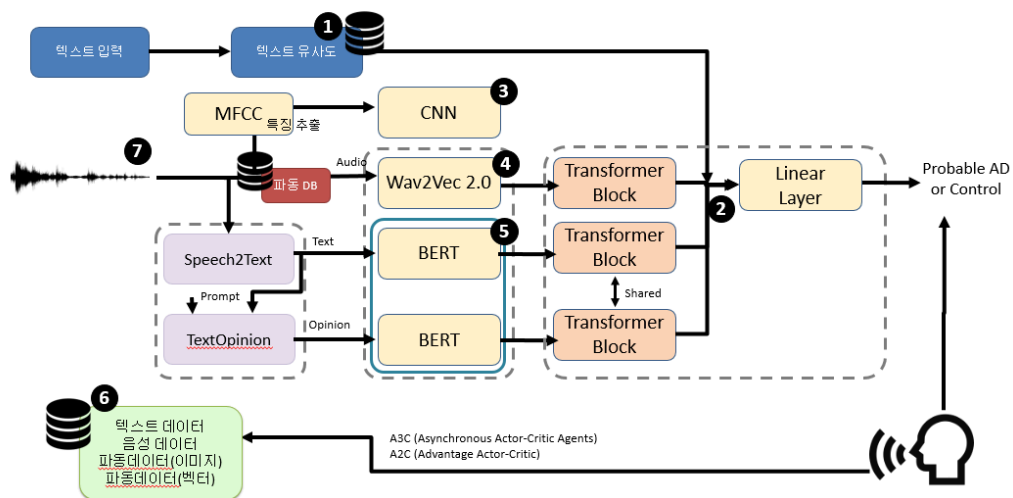 텍스트 입력
1
텍스트 유사도
MFCC
특징 추출
3
CNN
7
파동 DB
Audio
4
Wav2Vec 2.0
Transformer
Block
2
Linear
Layer
Probable AD
or Control
Speech2Text
Text
5
BERT
Transformer
Block
Prompt
Shared
TextOpinion
Opinion
BERT
Transformer
Block
6
텍스트 데이터
음성 데이터
파동데이터(이미지)
파동데이터(벡터)
A3C (Asynchronous Actor-Critic Agents)
A2C (Advantage Actor-Critic)